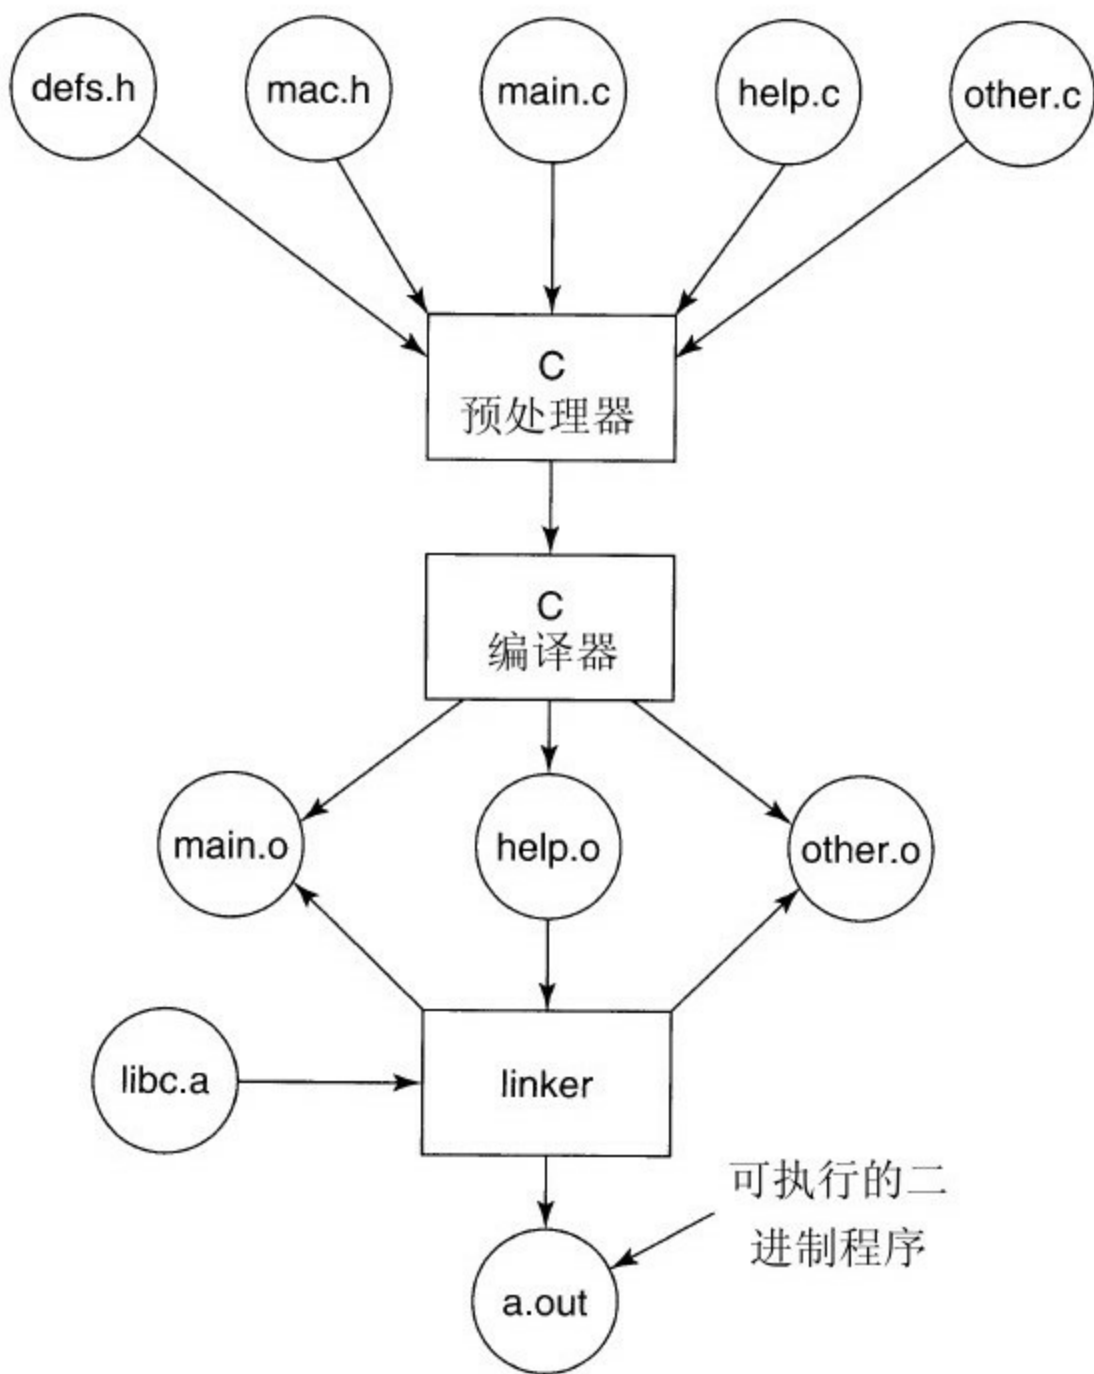 defs.h
mac.h
main.c
help.c
other.c
C
预处理器
C
编译器
main.o
help.o
other.o
libc.a
linker
可执行的二
进制程序
a.out